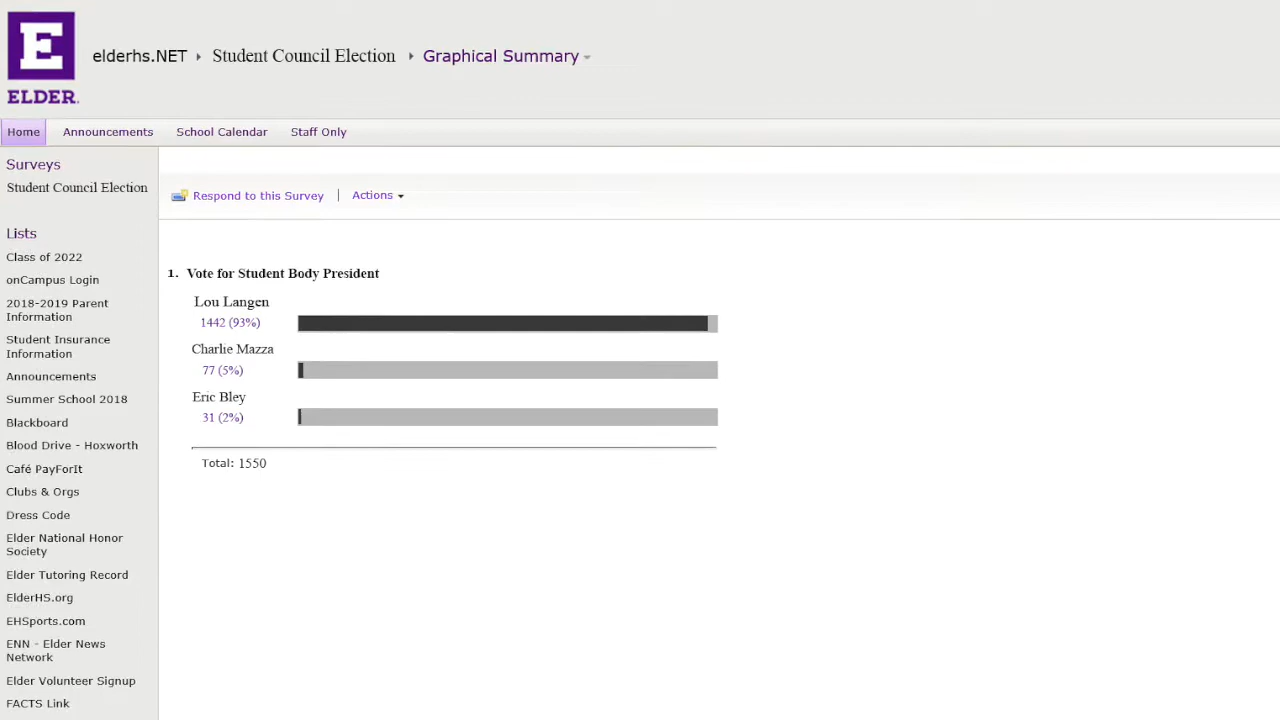 E
ELDER.
elderhs.NET Student Council Election Graphical Summary
Home Announcements School Calendar Staff Only
Surveys
Student Council Election
Lists
Class of 2022
onCampus Login
2018-2019 Parent
Information
Student Insurance
Information
Announcements
Summer School 2018
Blackboard
Blood Drive - Hoxworth
Café PayForIt
Clubs & Orgs
Dress Code
Elder National Honor
Society
Elder Tutoring Record
ElderHS.org
EHSports.com
ENN - Elder News
Network
Elder Volunteer Signup
FACTS Link
Respond to this Survey | Actions
1. Vote for Student Body President
Lou Langen
1442 (93%)
Charlie Mazza
77 (5%)
Eric Bley
31 (2%)
Total: 1550